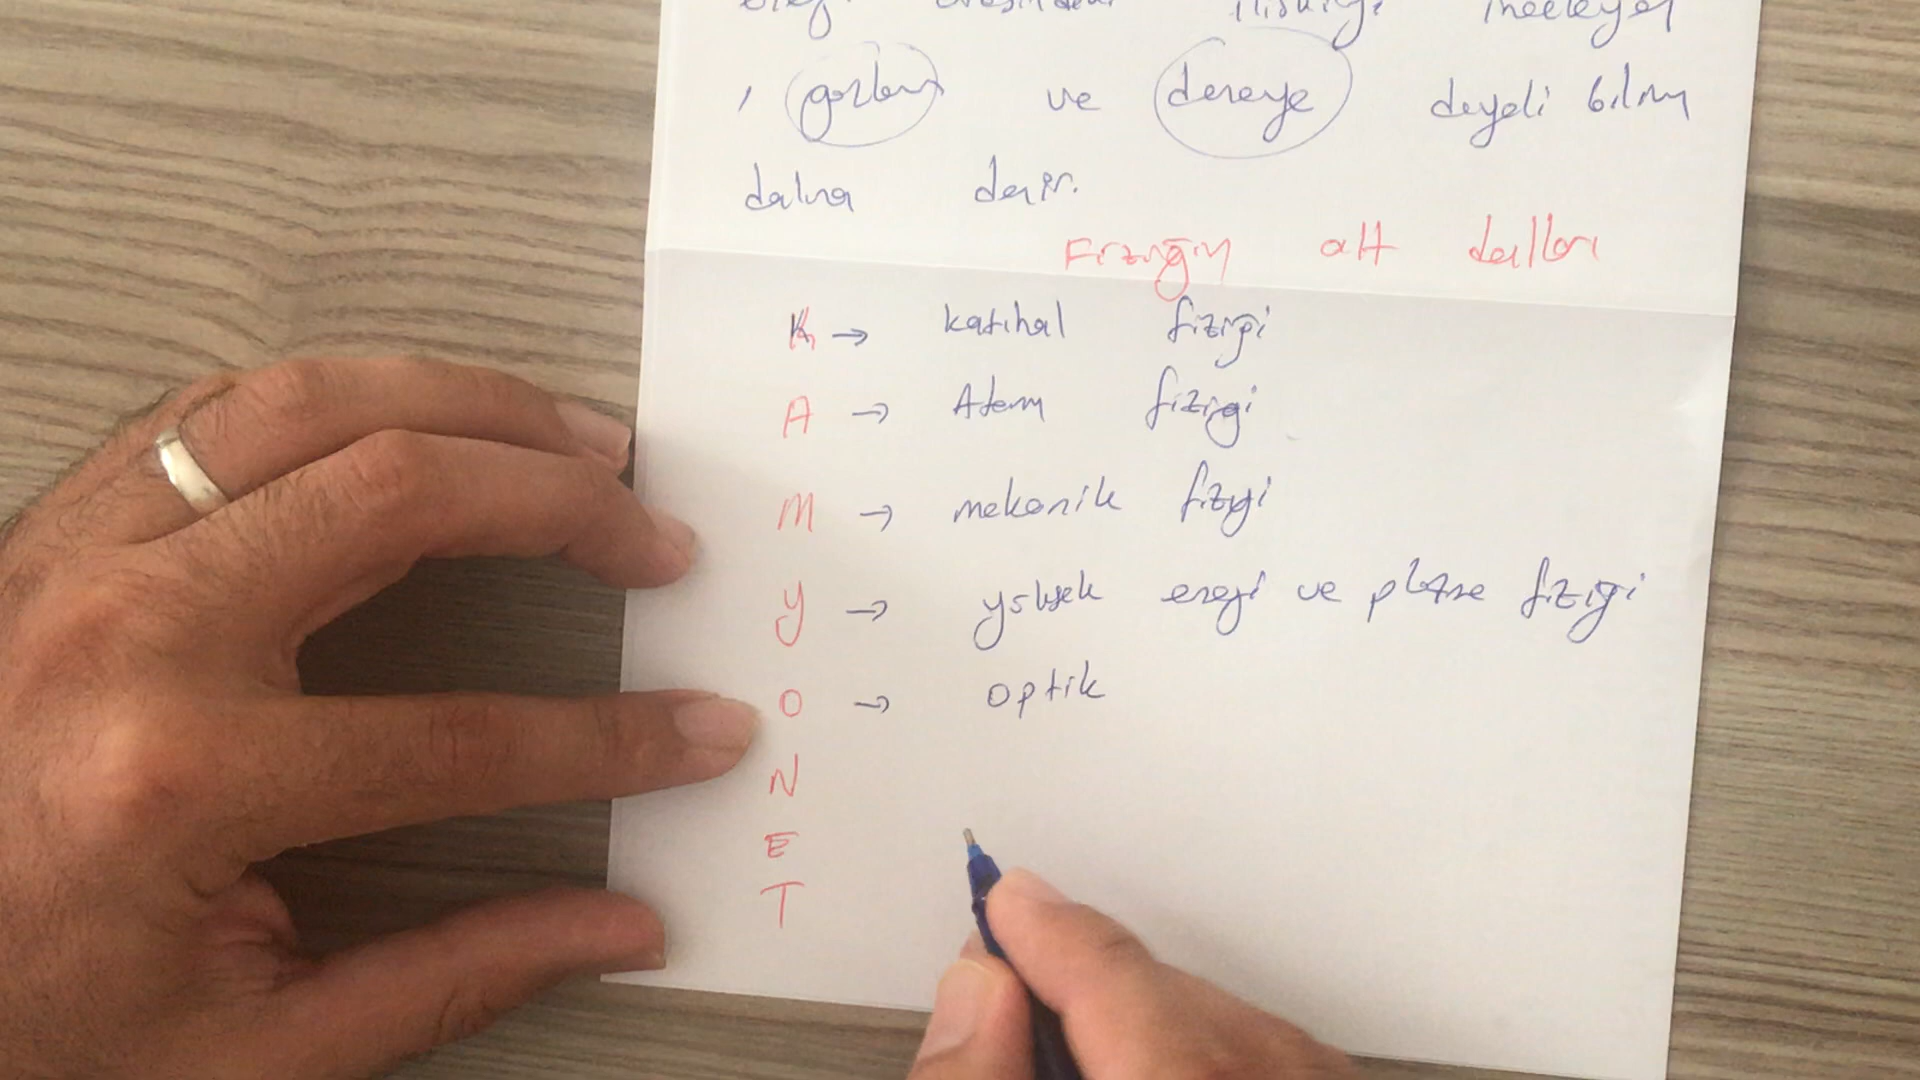 ve deneye dayalı bilim
dalına denir.
Fiziğin alt dalları
K → katıhal fiziği
A → Atom fiziği
M → mekanik fiziği
Y → yüksek enerji ve plazma fiziği
O → optik
N
E
T